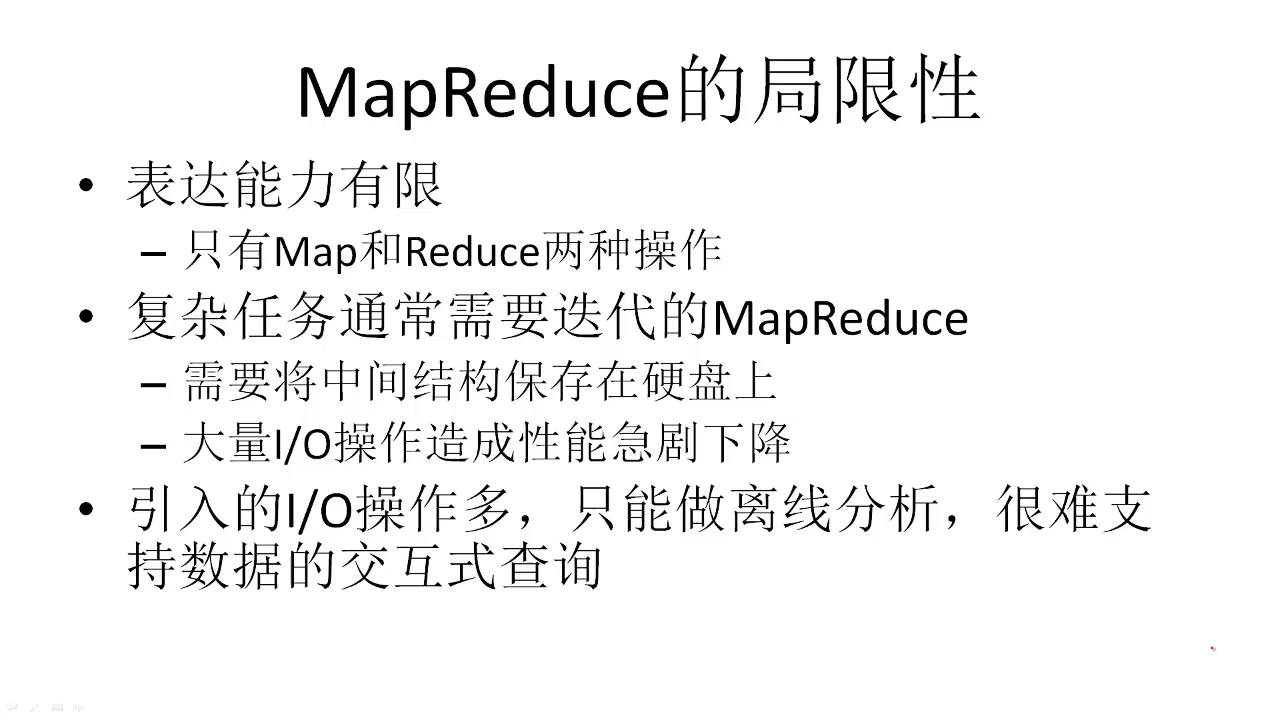 MapReduce的局限性
• 表达能力有限
– 只有Map和Reduce两种操作
• 复杂任务通常需要迭代的MapReduce
– 需要将中间结构保存在硬盘上
– 大量I/O操作造成性能急剧下降
• 引入的I/O操作多，只能做离线分析，很难支
持数据的交互式查询